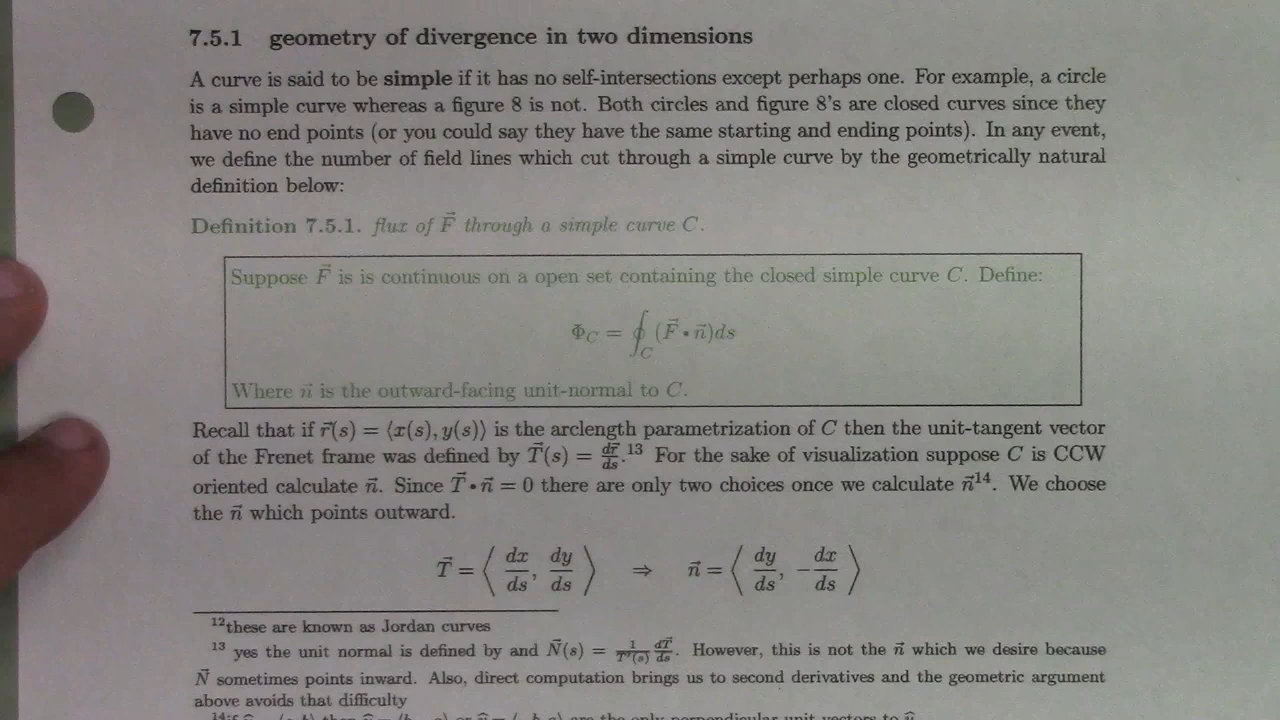 7.5.1 geometry of divergence in two dimensions
A curve is said to be simple if it has no self-intersections except perhaps one. For example, a circle
is a simple curve whereas a figure 8 is not. Both circles and figure 8's are closed curves since they
have no end points (or you could say they have the same starting and ending points). In any event,
we define the number of field lines which cut through a simple curve by the geometrically natural
definition below:
Definition 7.5.1. flux of F⃗ through a simple curve C.
Suppose F⃗ is is continuous on a open set containing the closed simple curve C. Define:
Φ_C = ∮_C (F⃗ • n⃗)ds
Where n⃗ is the outward-facing unit-normal to C.
Recall that if r⃗(s) = ⟨x(s), y(s)⟩ is the arclength parametrization of C then the unit-tangent vector
of the Frenet frame was defined by T⃗(s) = dr⃗/ds.¹³ For the sake of visualization suppose C is CCW
oriented calculate n⃗. Since T⃗ • n⃗ = 0 there are only two choices once we calculate n⃗¹⁴. We choose
the n⃗ which points outward.
T⃗ = ⟨dx/ds, dy/ds⟩ ⇒ n⃗ = ⟨dy/ds, −dx/ds⟩
¹²these are known as Jordan curves
¹³ yes the unit normal is defined by and N⃗(s) = 1/T′(s) dT⃗/ds. However, this is not the n⃗ which we desire because
N⃗ sometimes points inward. Also, direct computation brings us to second derivatives and the geometric argument
above avoids that difficulty
are the only perpendicular unit vectors to